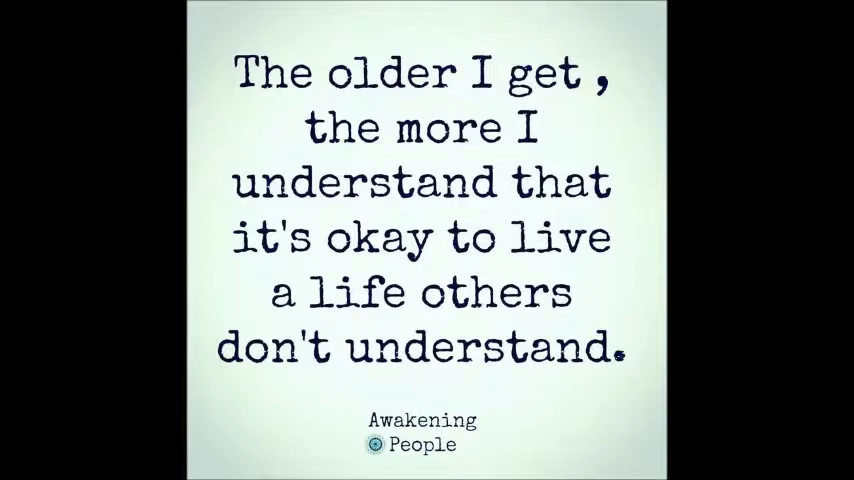 The older I get ,
the more I
understand that
it's okay to live
a life others
don't understand.
Awakening
People